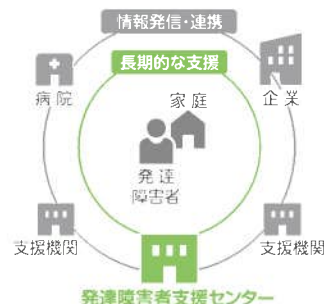 情報発信・連携
長期的な支援
病院
家庭
企業
発達
障害者
支援機関
支援機関
発達障害者支援センター